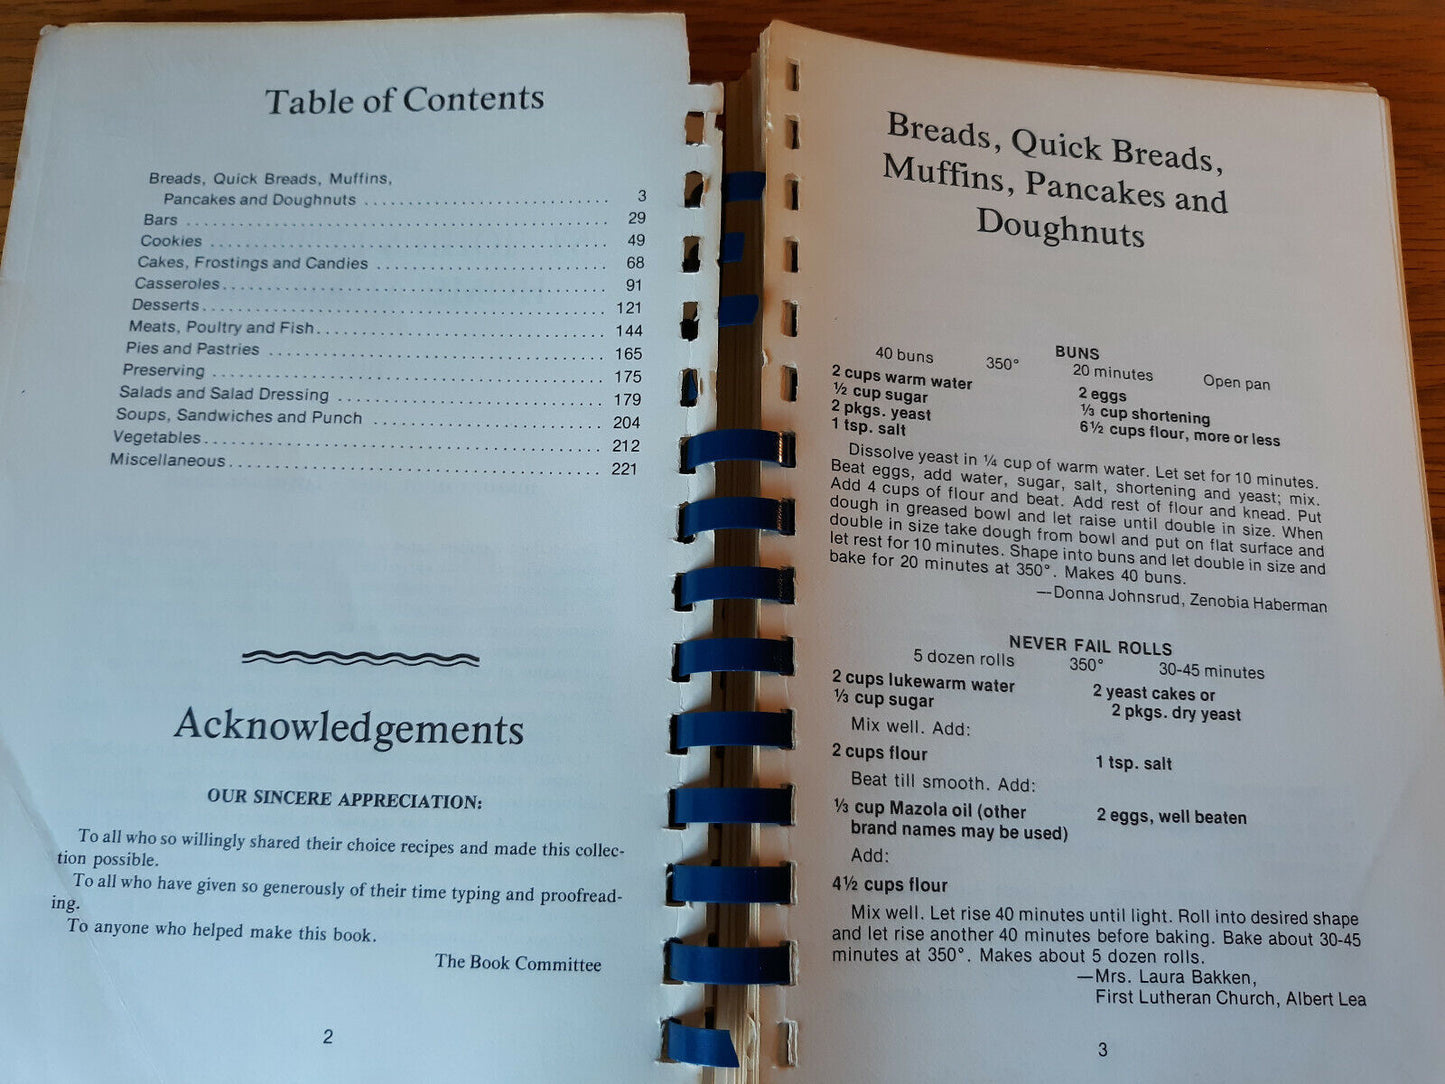 Table of Contents
Breads, Quick Breads, Muffins,
Pancakes and Doughnuts ............................. 3
Bars .................................................. 29
Cookies ............................................... 49
Cakes, Frostings and Candies ........................... 68
Casseroles ............................................. 91
Desserts ............................................... 121
Meats, Poultry and Fish ................................ 144
Pies and Pastries ...................................... 165
Preserving ............................................. 175
Salads and Salad Dressing .............................. 179
Soups, Sandwiches and Punch ............................ 204
Vegetables ............................................. 212
Miscellaneous .......................................... 221
Acknowledgements
OUR SINCERE APPRECIATION:
To all who so willingly shared their choice recipes and made this collec-
tion possible.
To all who have given so generously of their time typing and proofread-
ing.
To anyone who helped make this book.
The Book Committee
2
Breads, Quick Breads,
Muffins, Pancakes and
Doughnuts
BUNS
40 buns 350° 20 minutes Open pan
2 cups warm water 2 eggs
½ cup sugar ⅓ cup shortening
2 pkgs. yeast 6½ cups flour, more or less
1 tsp. salt
Dissolve yeast in ¼ cup of warm water. Let set for 10 minutes.
Beat eggs, add water, sugar, salt, shortening and yeast; mix.
Add 4 cups of flour and beat. Add rest of flour and knead. Put
dough in greased bowl and let raise until double in size. When
double in size take dough from bowl and put on flat surface and
let rest for 10 minutes. Shape into buns and let double in size and
bake for 20 minutes at 350°. Makes 40 buns.
—Donna Johnsrud, Zenobia Haberman
NEVER FAIL ROLLS
5 dozen rolls 350° 30-45 minutes
2 cups lukewarm water 2 yeast cakes or
⅓ cup sugar 2 pkgs. dry yeast
Mix well. Add:
2 cups flour 1 tsp. salt
Beat till smooth. Add:
⅓ cup Mazola oil (other 2 eggs, well beaten
brand names may be used)
Add:
4½ cups flour
Mix well. Let rise 40 minutes until light. Roll into desired shape
and let rise another 40 minutes before baking. Bake about 30-45
minutes at 350°. Makes about 5 dozen rolls.
—Mrs. Laura Bakken,
First Lutheran Church, Albert Lea
3